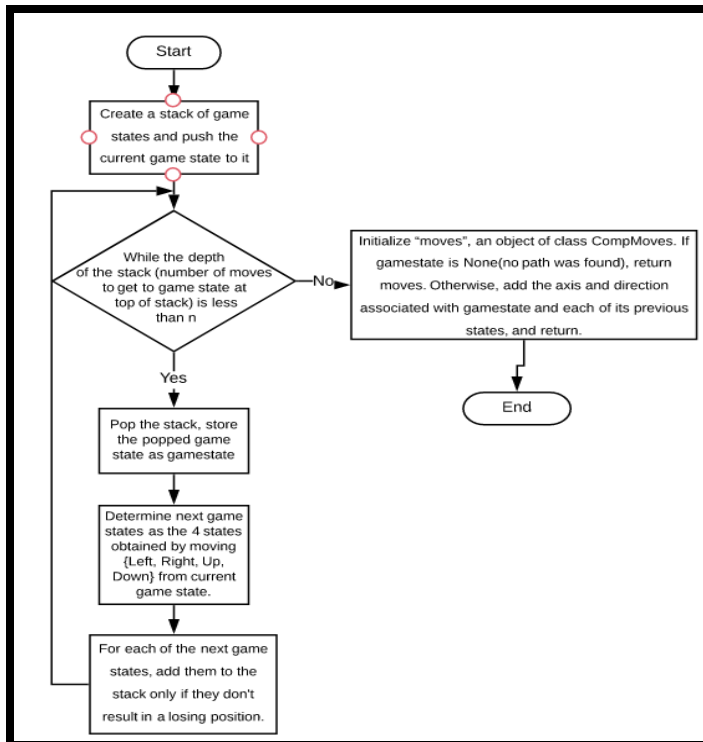 Start
Create a stack of game
states and push the
current game state to it
While the depth
of the stack (number of moves
to get to game state at
top of stack) is less
than n
No
Initialize “moves”, an object of class CompMoves. If
gamestate is None(no path was found), return
moves. Otherwise, add the axis and direction
associated with gamestate and each of its previous
states, and return.
End
Yes
Pop the stack, store
the popped game
state as gamestate
Determine next game
states as the 4 states
obtained by moving
{Left, Right, Up,
Down} from current
game state.
For each of the next game
states, add them to the
stack only if they don't
result in a losing position.